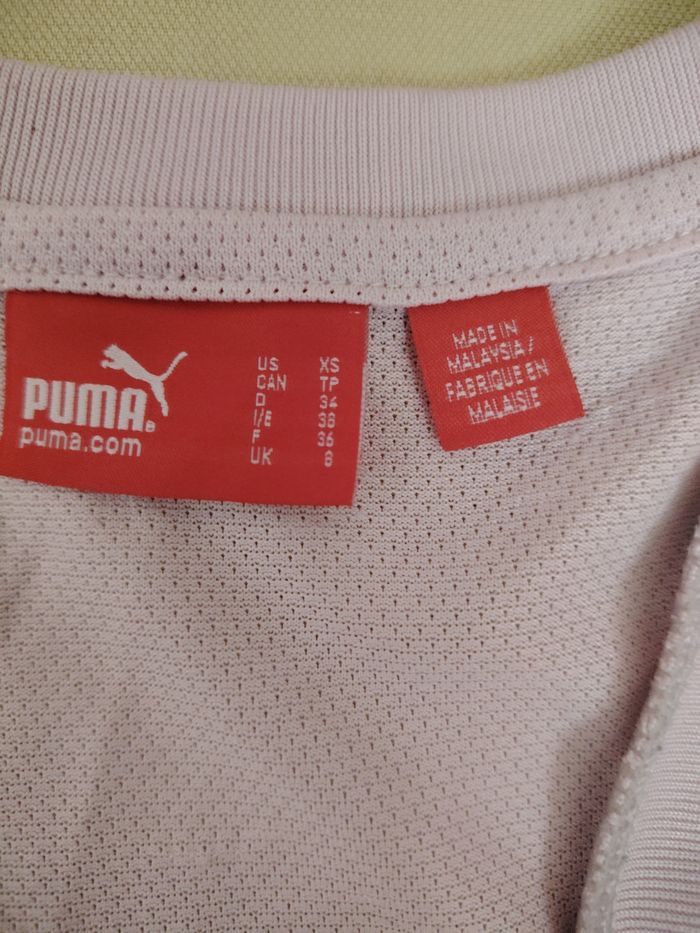 PUMA®
puma.com
US XS
CAN TP
D 34
I/E 38
F 36
UK 8
MADE IN
MALAYSIA /
FABRIQUE EN
MALAISIE